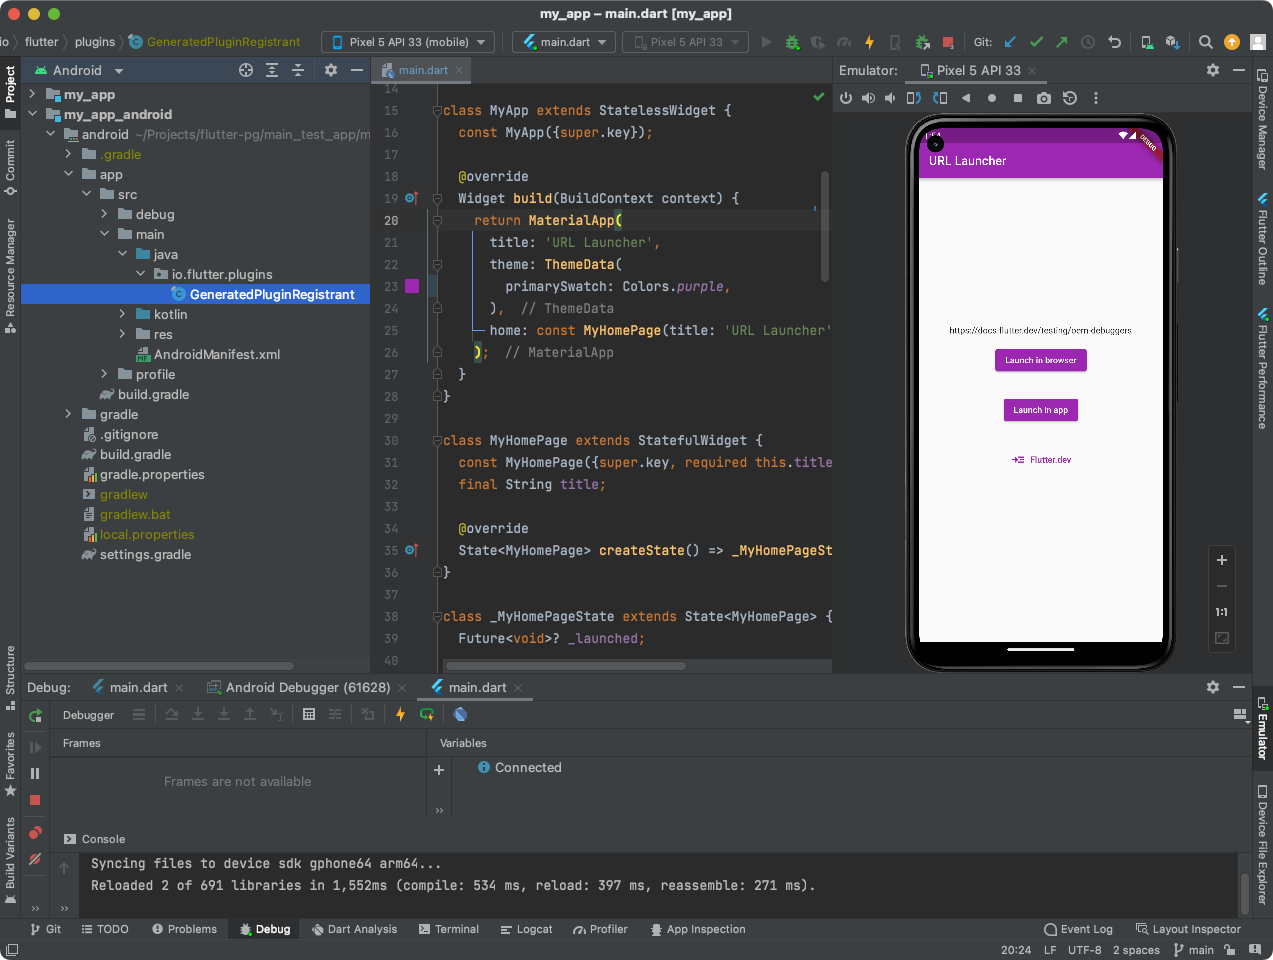 my_app – main.dart [my_app]
io
flutter
plugins
GeneratedPluginRegistrant
Pixel 5 API 33 (mobile)
main.dart
Pixel 5 API 33
Git:
Project
Commit
Resource Manager
Structure
Favorites
Build Variants
Android
my_app
my_app_android
android ~/Projects/flutter-pg/main_test_app/m
.gradle
app
src
debug
main
java
io.flutter.plugins
GeneratedPluginRegistrant
kotlin
res
AndroidManifest.xml
profile
build.gradle
gradle
.gitignore
build.gradle
gradle.properties
gradlew
gradlew.bat
local.properties
settings.gradle
main.dart
14
15 class MyApp extends StatelessWidget {
16 const MyApp({super.key});
17
18 @override
19 Widget build(BuildContext context) {
20 return MaterialApp(
21 title: 'URL Launcher',
22 theme: ThemeData(
23 primarySwatch: Colors.purple,
24 ), // ThemeData
25 home: const MyHomePage(title: 'URL Launcher'
26 ); // MaterialApp
27 }
28 }
29
30 class MyHomePage extends StatefulWidget {
31 const MyHomePage({super.key, required this.title
32 final String title;
33
34 @override
35 State<MyHomePage> createState() => _MyHomePageSt
36 }
37
38 class _MyHomePageState extends State<MyHomePage> {
39 Future<void>? _launched;
40
Emulator:
Pixel 5 API 33
DEBUG
URL Launcher
https://docs.flutter.dev/testing/oem-debuggers
Launch in browser
Launch in app
Flutter.dev
1:1
Device Manager
Flutter Outline
Flutter Performance
Emulator
Device File Explorer
Debug:
main.dart
Android Debugger (61628)
main.dart
Debugger
Frames
Variables
Frames are not available
Connected
Console
Syncing files to device sdk gphone64 arm64...
Reloaded 2 of 691 libraries in 1,552ms (compile: 534 ms, reload: 397 ms, reassemble: 271 ms).
Git
TODO
Problems
Debug
Dart Analysis
Terminal
Logcat
Profiler
App Inspection
Event Log
Layout Inspector
20:24
LF
UTF-8
2 spaces
main